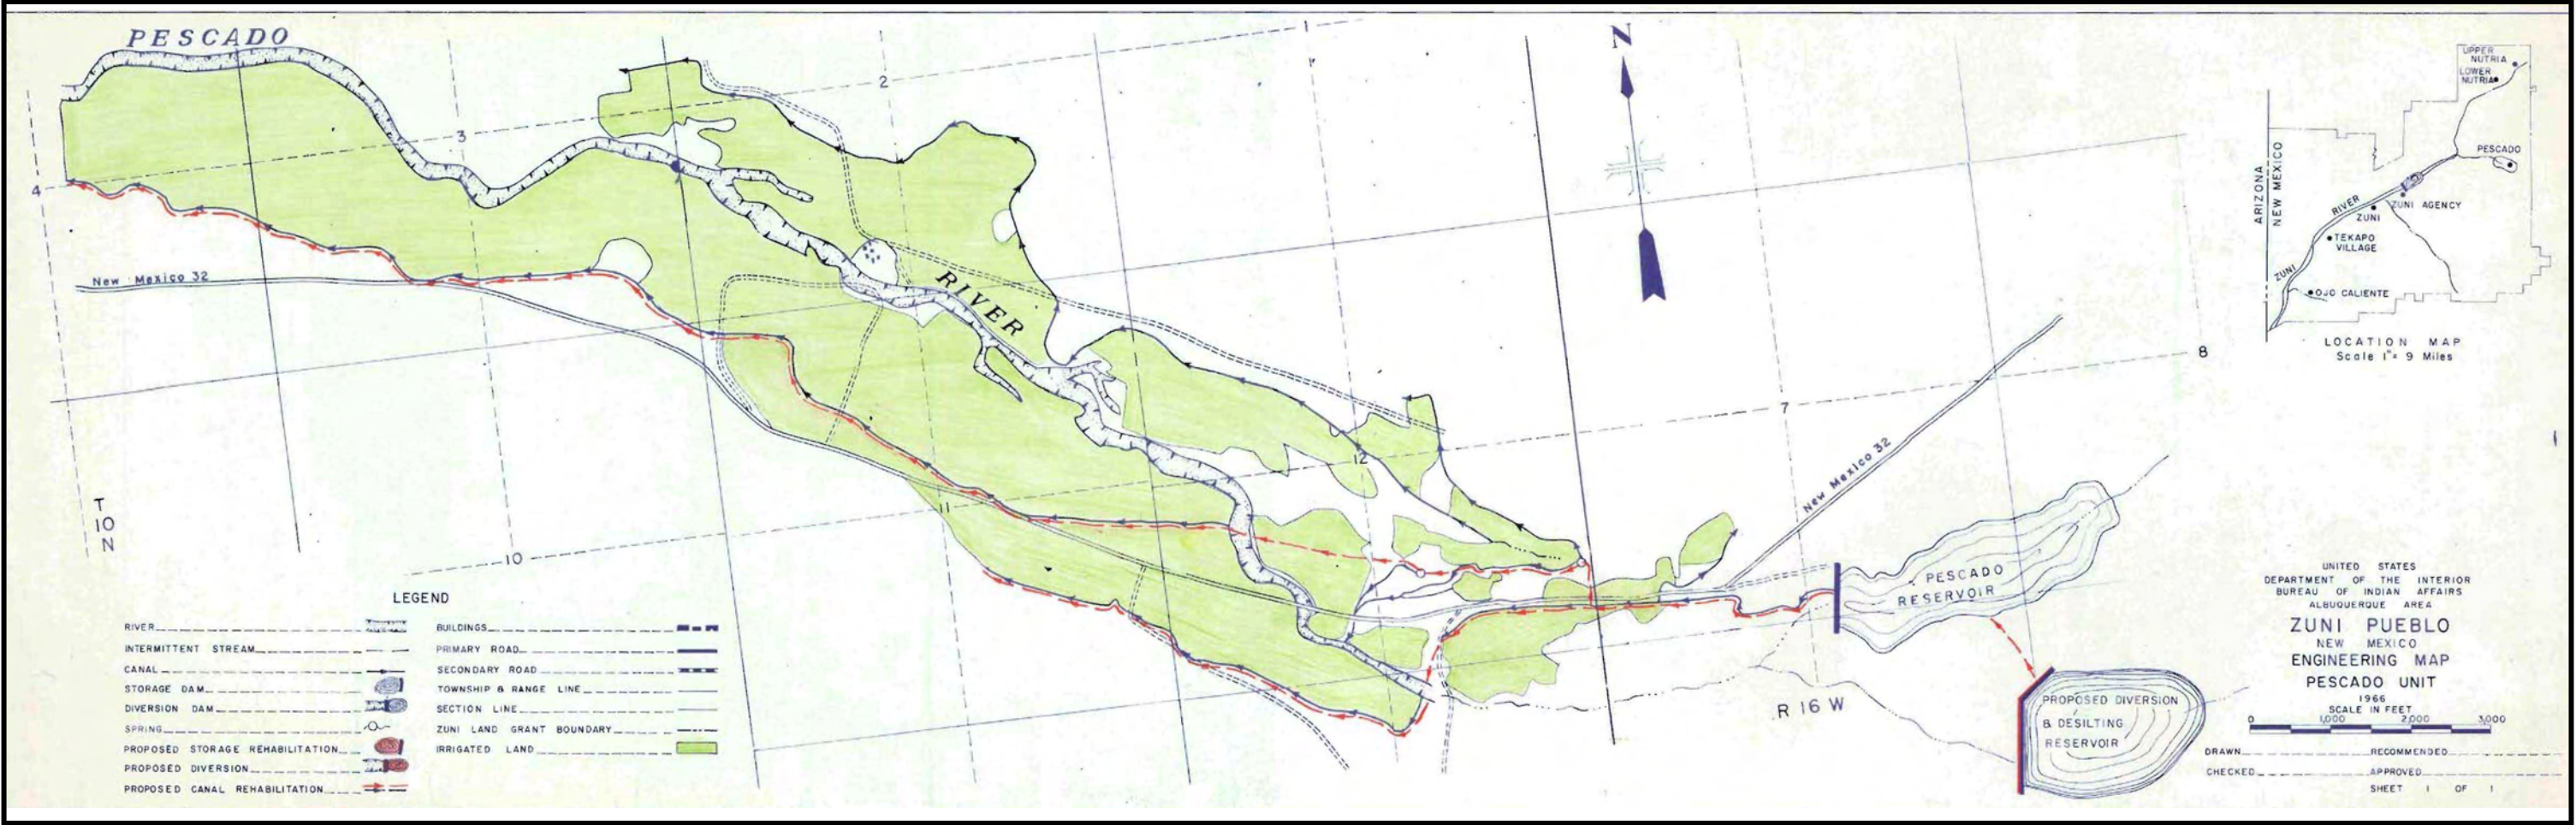 PESCADO
RIVER
N
1
2
3
4
7
8
10
11
12
New Mexico 32
New Mexico 32
T
10
N
R 16 W
PESCADO
RESERVOIR
PROPOSED DIVERSION
& DESILTING
RESERVOIR
UPPER
NUTRIA
LOWER
NUTRIA
PESCADO
ARIZONA
NEW MEXICO
RIVER
ZUNI
ZUNI AGENCY
TEKAPO
VILLAGE
ZUNI
OJO CALIENTE
LOCATION MAP
Scale 1"= 9 Miles
LEGEND
RIVER
INTERMITTENT STREAM
CANAL
STORAGE DAM
DIVERSION DAM
SPRING
PROPOSED STORAGE REHABILITATION
PROPOSED DIVERSION
PROPOSED CANAL REHABILITATION
BUILDINGS
PRIMARY ROAD
SECONDARY ROAD
TOWNSHIP & RANGE LINE
SECTION LINE
ZUNI LAND GRANT BOUNDARY
IRRIGATED LAND
UNITED STATES
DEPARTMENT OF THE INTERIOR
BUREAU OF INDIAN AFFAIRS
ALBUQUERQUE AREA
ZUNI PUEBLO
NEW MEXICO
ENGINEERING MAP
PESCADO UNIT
1966
SCALE IN FEET
0 1,000 2,000 3,000
DRAWN RECOMMENDED
CHECKED APPROVED
SHEET 1 OF 1